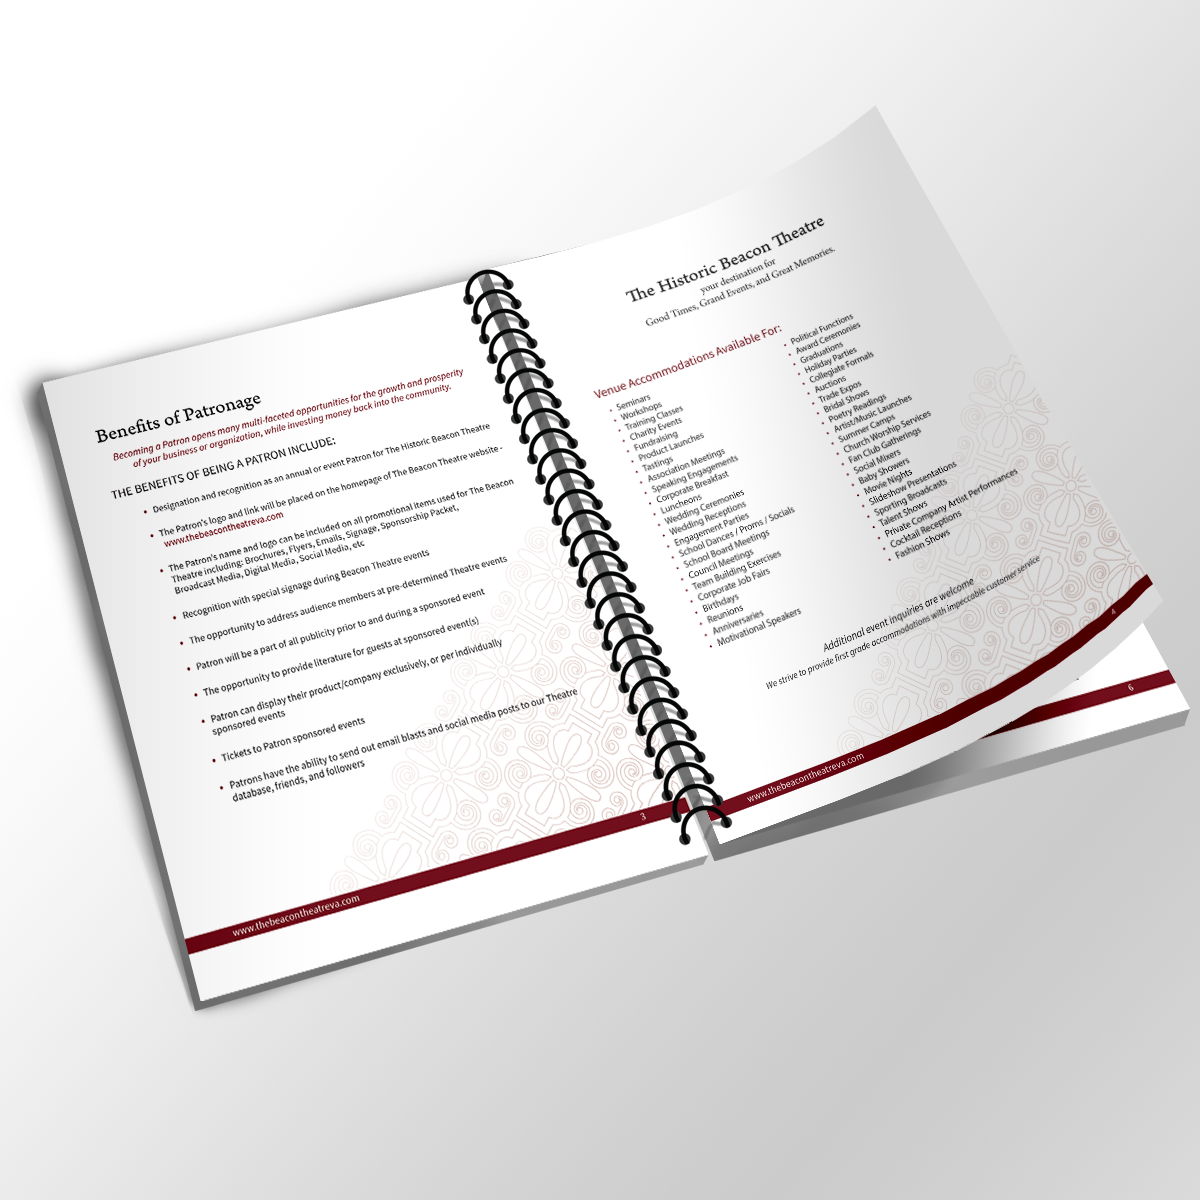 Benefits of Patronage
Becoming a Patron opens many multi-faceted opportunities for the growth and prosperity
of your business or organization, while investing money back into the community.
THE BENEFITS OF BEING A PATRON INCLUDE:
• Designation and recognition as an annual or event Patron for The Historic Beacon Theatre
• The Patron's logo and link will be placed on the homepage of The Beacon Theatre website -
www.thebeacontheatreva.com
• The Patron's name and logo can be included on all promotional items used for The Beacon
Theatre including: Brochures, Flyers, Emails, Signage, Sponsorship Packet,
Broadcast Media, Digital Media, Social Media, etc
• Recognition with special signage during Beacon Theatre events
• The opportunity to address audience members at pre-determined Theatre events
• Patron will be a part of all publicity prior to and during a sponsored event
• The opportunity to provide literature for guests at sponsored event(s)
• Patron can display their product/company exclusively, or per individually
sponsored events
• Tickets to Patron sponsored events
• Patrons have the ability to send out email blasts and social media posts to our Theatre
database, friends, and followers
www.thebeacontheatreva.com
3
The Historic Beacon Theatre
your destination for
Good Times, Grand Events, and Great Memories.
Venue Accommodations Available For:
• Seminars
• Workshops
• Training Classes
• Charity Events
• Fundraising
• Product Launches
• Tastings
• Association Meetings
• Speaking Engagements
• Corporate Breakfast
• Luncheons
• Wedding Ceremonies
• Wedding Receptions
• Engagement Parties
• School Dances / Proms / Socials
• School Board Meetings
• Council Meetings
• Team Building Exercises
• Corporate Job Fairs
• Birthdays
• Reunions
• Anniversaries
• Motivational Speakers
• Political Functions
• Award Ceremonies
• Graduations
• Holiday Parties
• Collegiate Formals
• Auctions
• Trade Expos
• Bridal Shows
• Poetry Readings
• Artist/Music Launches
• Summer Camps
• Church Worship Services
• Fan Club Gatherings
• Social Mixers
• Baby Showers
• Movie Nights
• Slideshow Presentations
• Sporting Broadcasts
• Talent Shows
• Private Company Artist Performances
• Cocktail Receptions
• Fashion Shows
Additional event inquiries are welcome
We strive to provide first grade accommodations with impeccable customer service
www.thebeacontheatreva.com
4
6